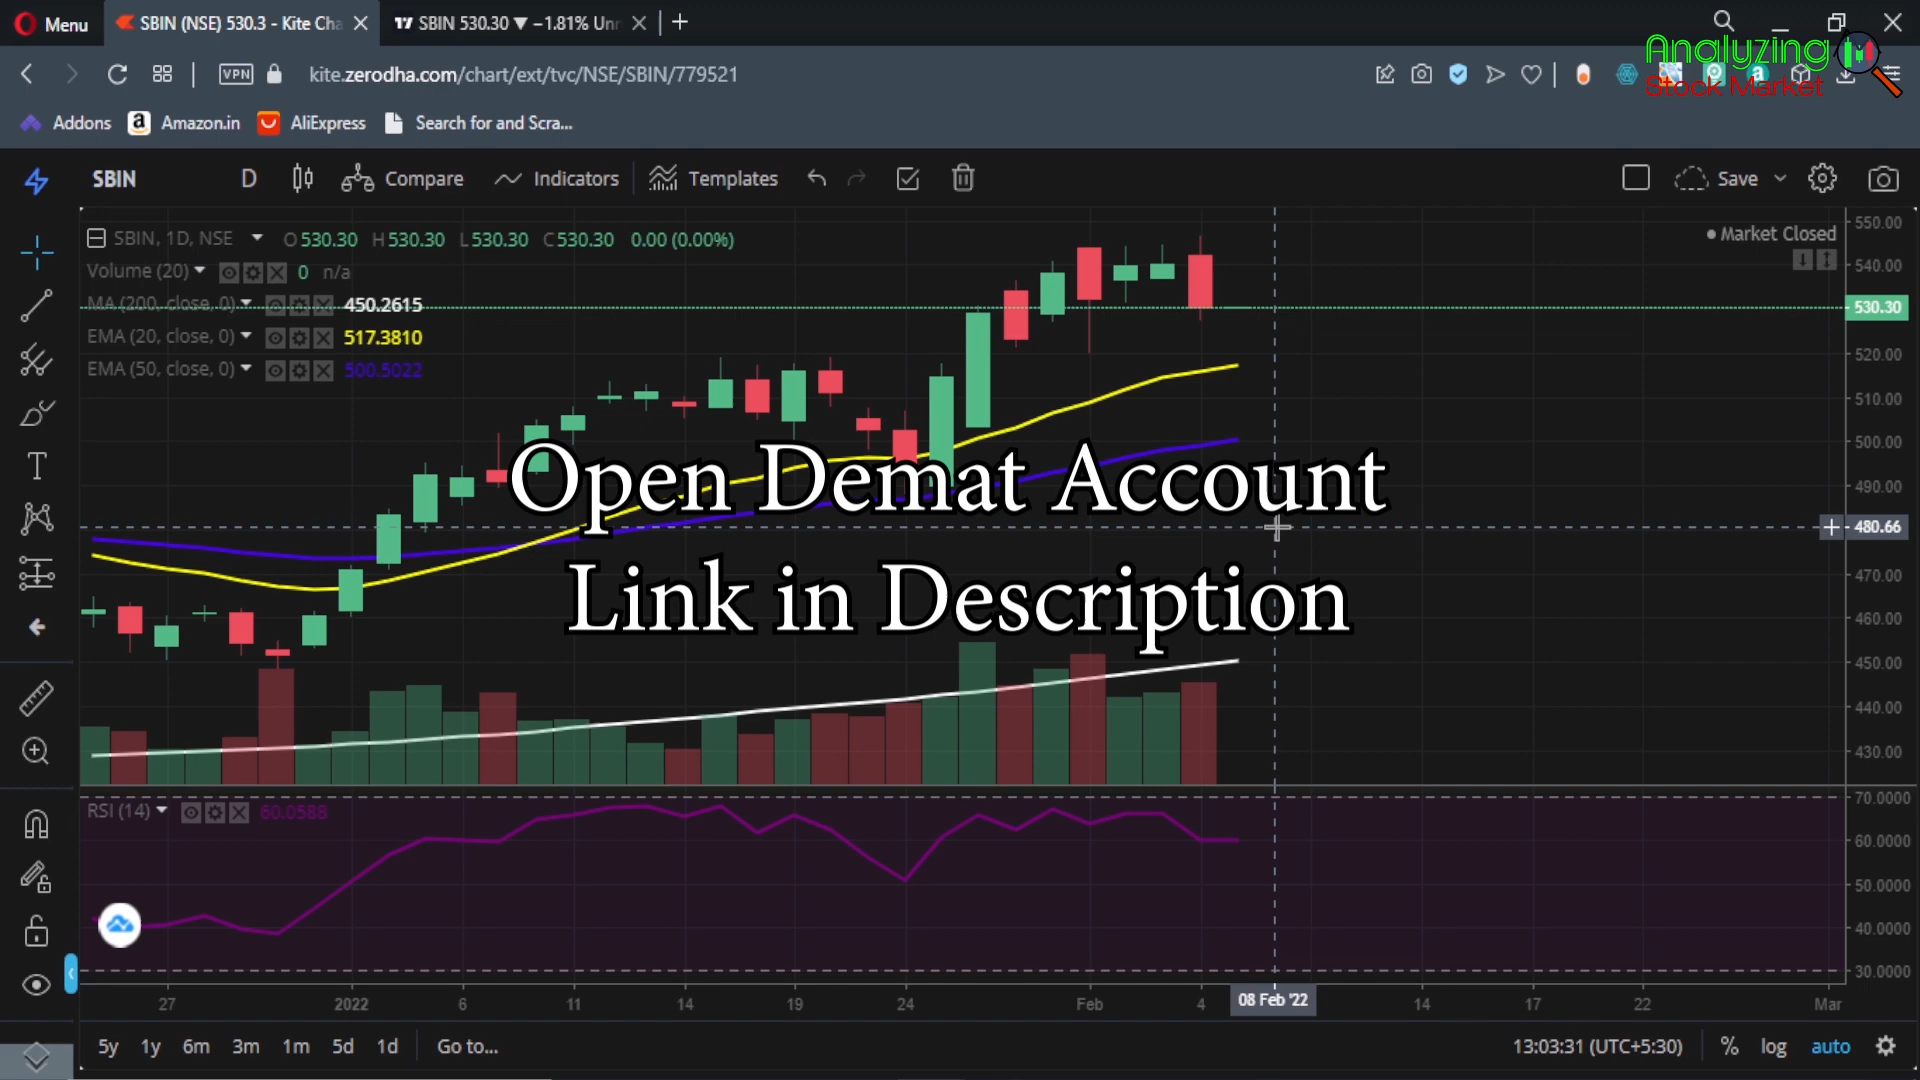 Menu
SBIN (NSE) 530.3 - Kite Cha
SBIN 530.30 ▼ −1.81% Unn
VPN
kite.zerodha.com/chart/ext/tvc/NSE/SBIN/779521
Analyzing
Stock Market
Addons
Amazon.in
AliExpress
Search for and Scra...
SBIN
D
Compare
Indicators
Templates
Save
SBIN, 1D, NSE
O530.30 H530.30 L530.30 C530.30 0.00 (0.00%)
Market Closed
Volume (20) 0 n/a
MA (200, close, 0) 450.2615
EMA (20, close, 0) 517.3810
EMA (50, close, 0) 500.5022
550.00
540.00
530.30
520.00
510.00
500.00
490.00
480.66
470.00
460.00
450.00
440.00
430.00
Open Demat Account
Link in Description
RSI (14) 60.0588
70.0000
60.0000
50.0000
40.0000
30.0000
27 2022 6 11 14 19 24 Feb 4 08 Feb '22 14 17 22 Mar
5y 1y 6m 3m 1m 5d 1d Go to...
13:03:31 (UTC+5:30) % log auto